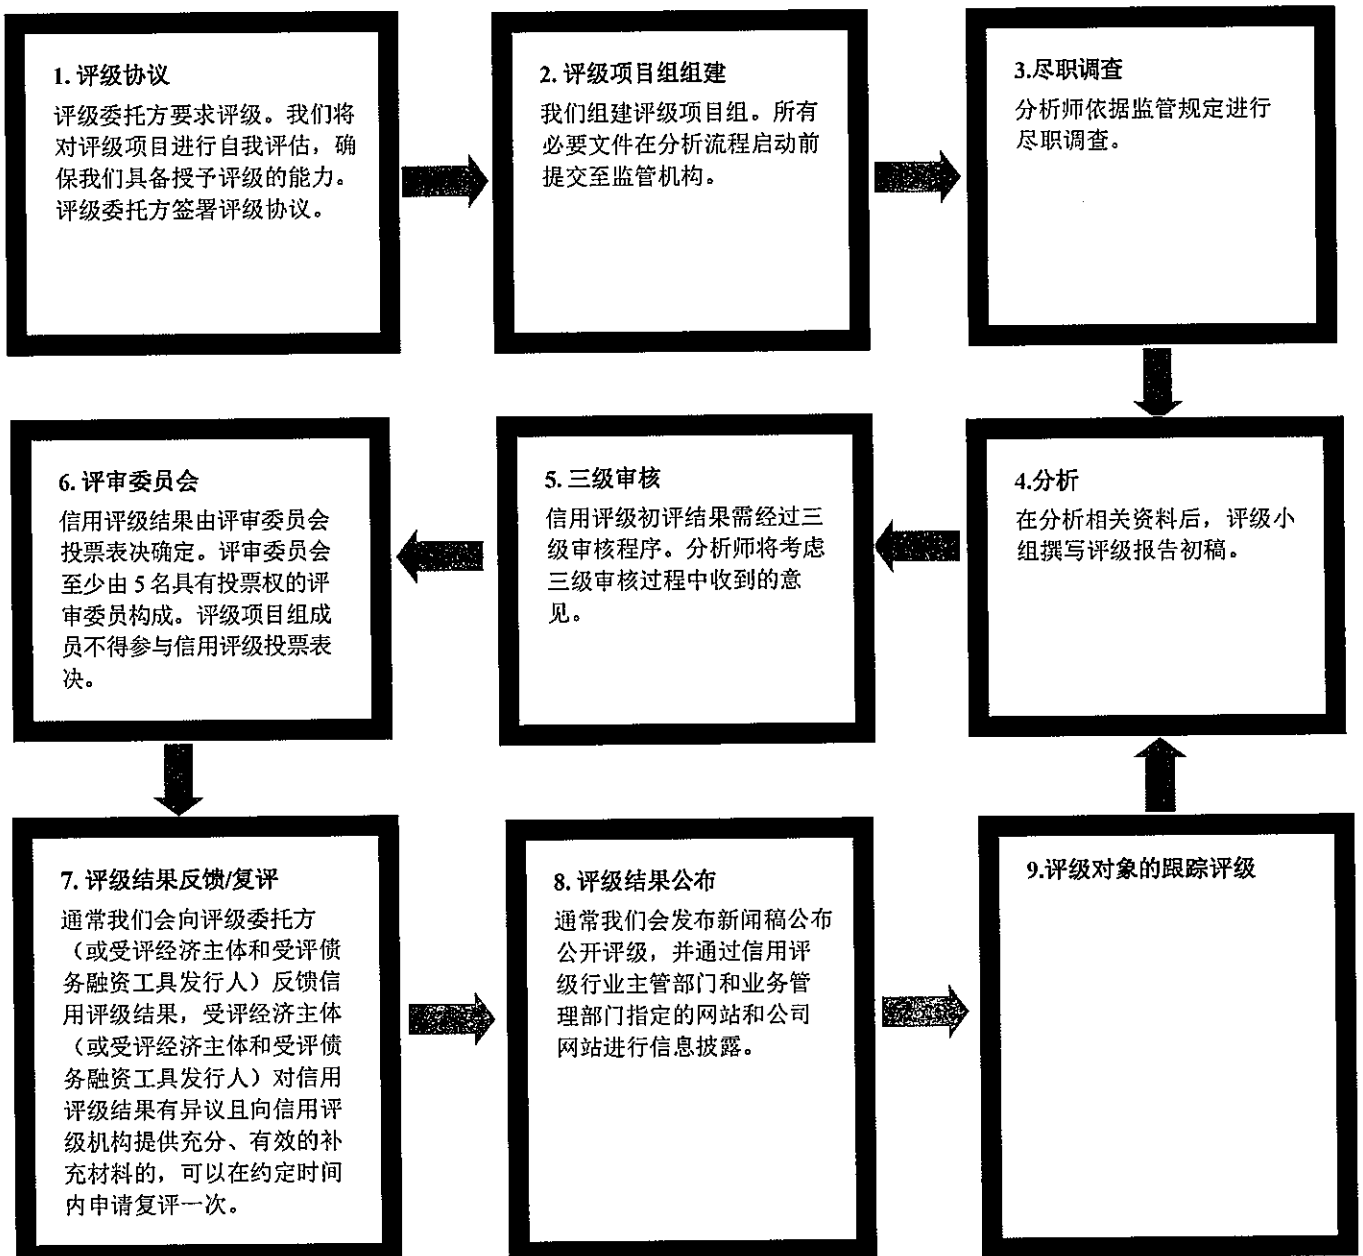 1. 评级协议
评级委托方要求评级。我们将
对评级项目进行自我评估，确
保我们具备授予评级的能力。
评级委托方签署评级协议。
2. 评级项目组组建
我们组建评级项目组。所有
必要文件在分析流程启动前
提交至监管机构。
3.尽职调查
分析师依据监管规定进行
尽职调查。
4.分析
在分析相关资料后，评级小
组撰写评级报告初稿。
5. 三级审核
信用评级初评结果需经过三
级审核程序。分析师将考虑
三级审核过程中收到的意
见。
6. 评审委员会
信用评级结果由评审委员会
投票表决确定。评审委员会
至少由 5 名具有投票权的评
审委员构成。评级项目组成
员不得参与信用评级投票表
决。
7. 评级结果反馈/复评
通常我们会向评级委托方
（或受评经济主体和受评债
务融资工具发行人）反馈信
用评级结果，受评经济主体
（或受评经济主体和受评债
务融资工具发行人）对信用
评级结果有异议且向信用评
级机构提供充分、有效的补
充材料的，可以在约定时间
内申请复评一次。
8. 评级结果公布
通常我们会发布新闻稿公布
公开评级，并通过信用评
级行业主管部门和业务管
理部门指定的网站和公司
网站进行信息披露。
9.评级对象的跟踪评级